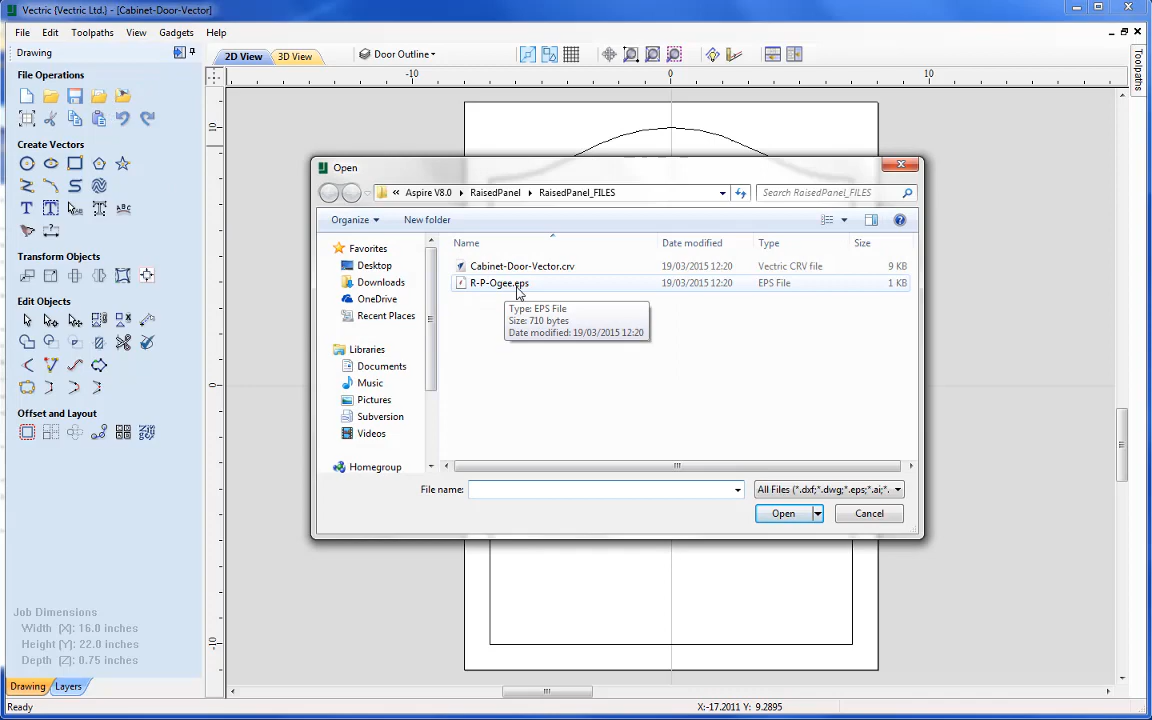 Vectric {Vectric Ltd.} - [Cabinet-Door-Vector]
File Edit Toolpaths View Gadgets Help
Drawing
2D View 3D View Door Outline
File Operations
Create Vectors
Transform Objects
Edit Objects
Offset and Layout
Job Dimensions
Width (X): 16.0 inches
Height (Y): 22.0 inches
Depth (Z): 0.75 inches
Drawing Layers
Ready
X:-17.2011 Y: 9.2895
Toolpaths
-10 0 10
10
0
-10
Open
« Aspire V8.0 RaisedPanel RaisedPanel_FILES
Search RaisedPanel_FILES
Organize New folder
Favorites
Desktop
Downloads
OneDrive
Recent Places
Libraries
Documents
Music
Pictures
Subversion
Videos
Homegroup
Name Date modified Type Size
Cabinet-Door-Vector.crv 19/03/2015 12:20 Vectric CRV file 9 KB
R-P-Ogee.eps 19/03/2015 12:20 EPS File 1 KB
Type: EPS File
Size: 710 bytes
Date modified: 19/03/2015 12:20
File name:
All Files (*.dxf;*.dwg;*.eps;*.ai;*.
Open Cancel